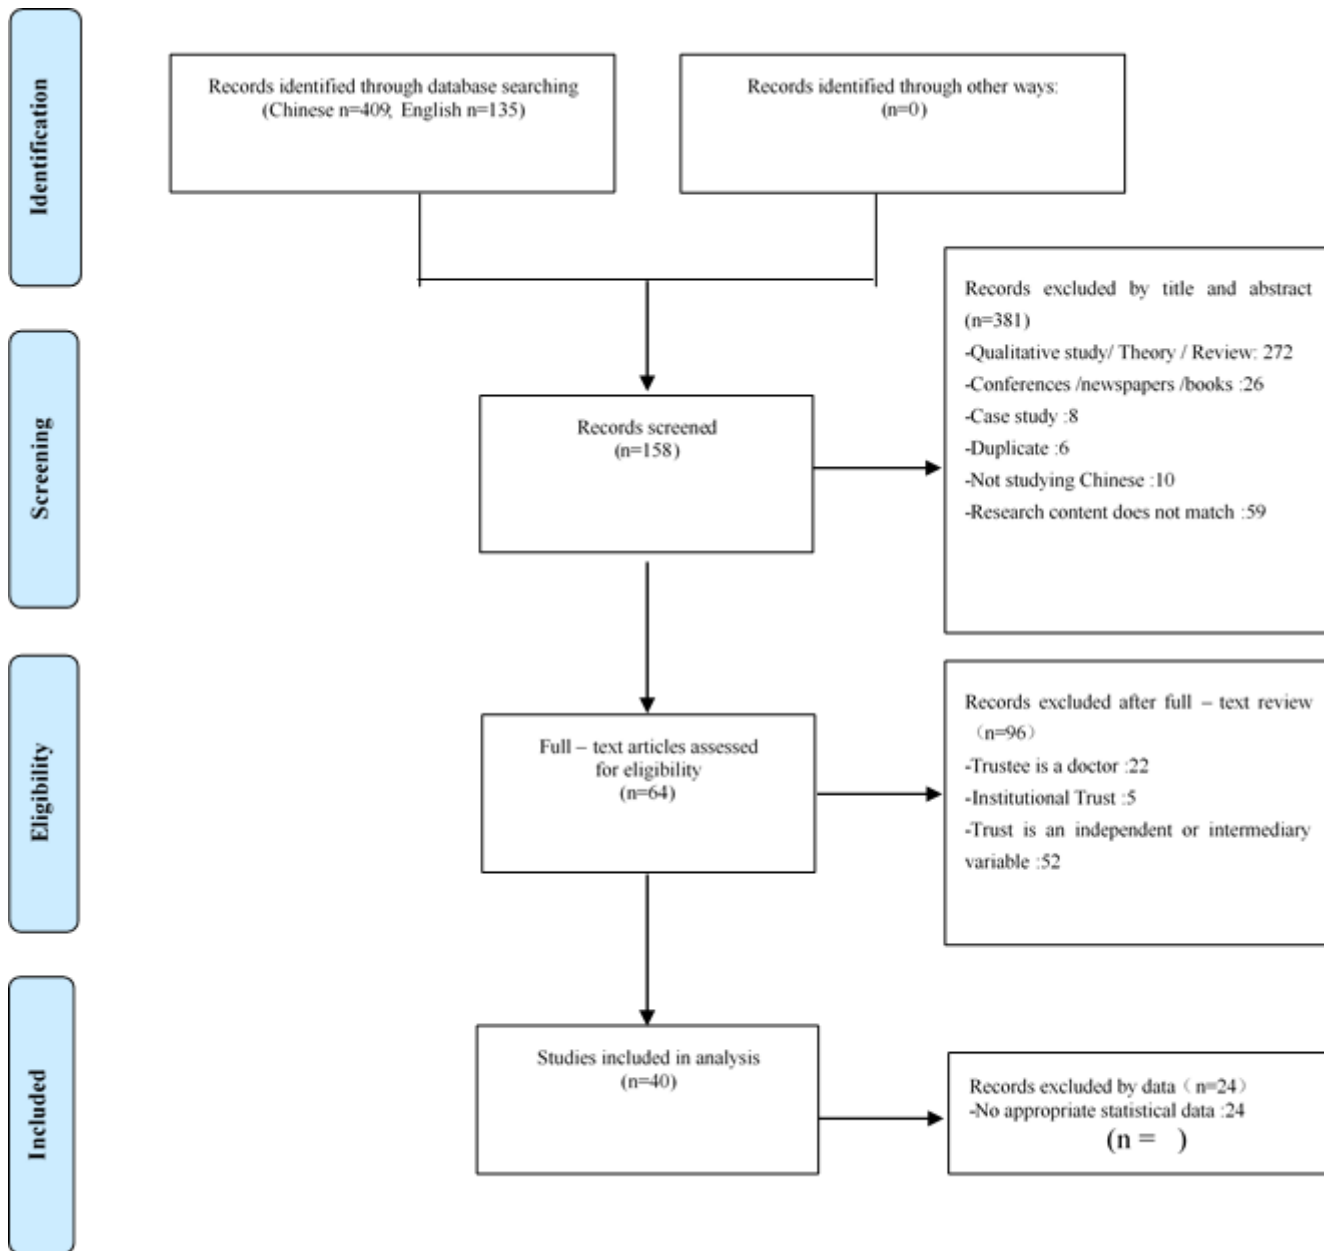 Identification
Records identified through database searching
(Chinese n=409, English n=135)
Records identified through other ways:
(n=0)
Records excluded by title and abstract
(n=381)
-Qualitative study/ Theory / Review: 272
-Conferences /newspapers /books :26
-Case study :8
-Duplicate :6
-Not studying Chinese :10
-Research content does not match :59
Screening
Records screened
(n=158)
Eligibility
Full – text articles assessed
for eligibility
(n=64)
Records excluded after full – text review
（n=96）
-Trustee is a doctor :22
-Institutional Trust :5
-Trust is an independent or intermediary
variable :52
Included
Studies included in analysis
(n=40)
Records excluded by data（ n=24）
-No appropriate statistical data :24
(n = )